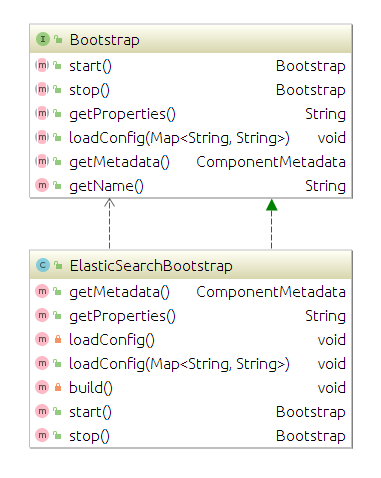 I Bootstrap
m start() Bootstrap
m stop() Bootstrap
m getProperties() String
m loadConfig(Map<String, String>) void
m getMetadata() ComponentMetadata
m getName() String
C ElasticSearchBootstrap
m getMetadata() ComponentMetadata
m getProperties() String
m loadConfig() void
m loadConfig(Map<String, String>) void
m build() void
m start() Bootstrap
m stop() Bootstrap